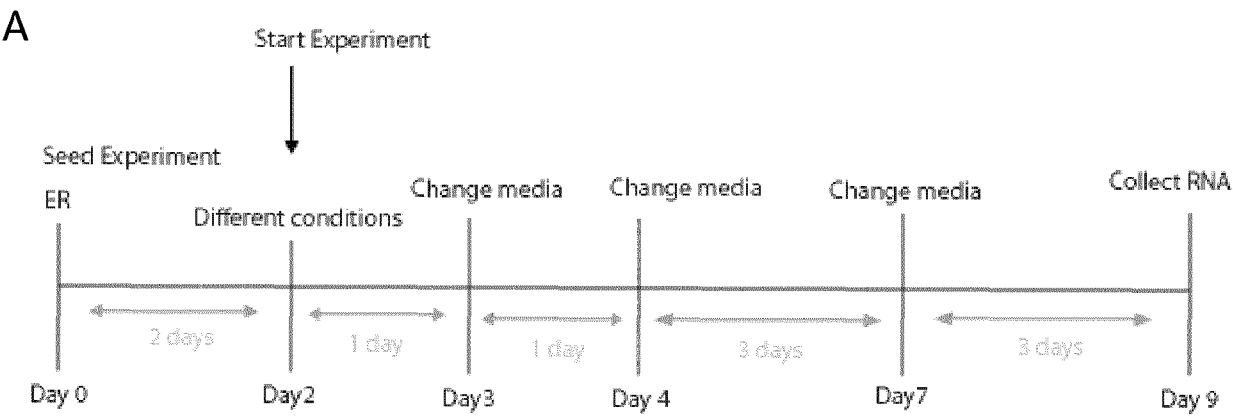 A
Start Experiment
Seed Experiment
ER
Different conditions
Change media
Change media
Change media
Collect RNA
2 days
1 day
1 day
3 days
3 days
Day 0
Day2
Day3
Day 4
Day7
Day 9